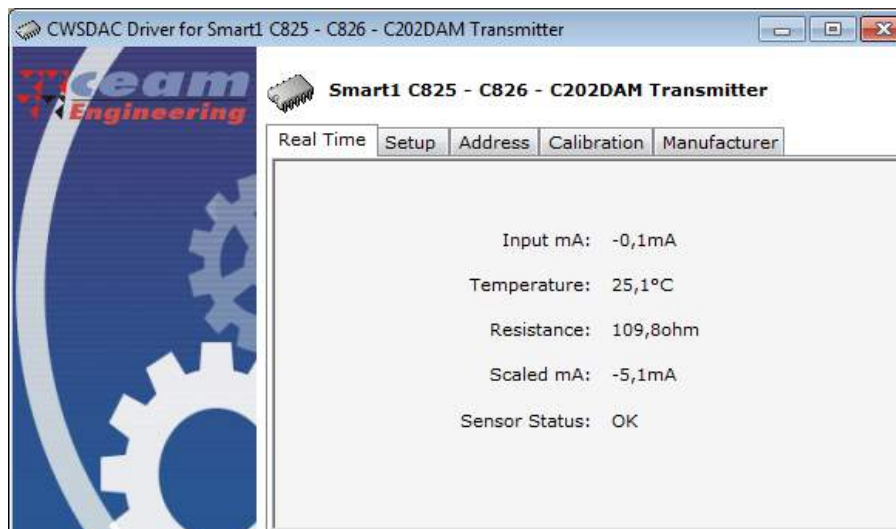 CWSDAC Driver for Smart1 C825 - C826 - C202DAM Transmitter
ceam
Engineering
Smart1 C825 - C826 - C202DAM Transmitter
Real Time Setup Address Calibration Manufacturer
Input mA: -0,1mA
Temperature: 25,1°C
Resistance: 109,8ohm
Scaled mA: -5,1mA
Sensor Status: OK